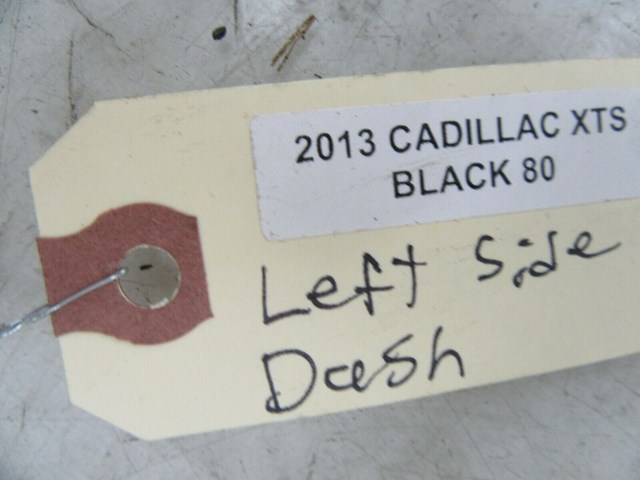 2013 CADILLAC XTS
BLACK 80
Left Side
Dash